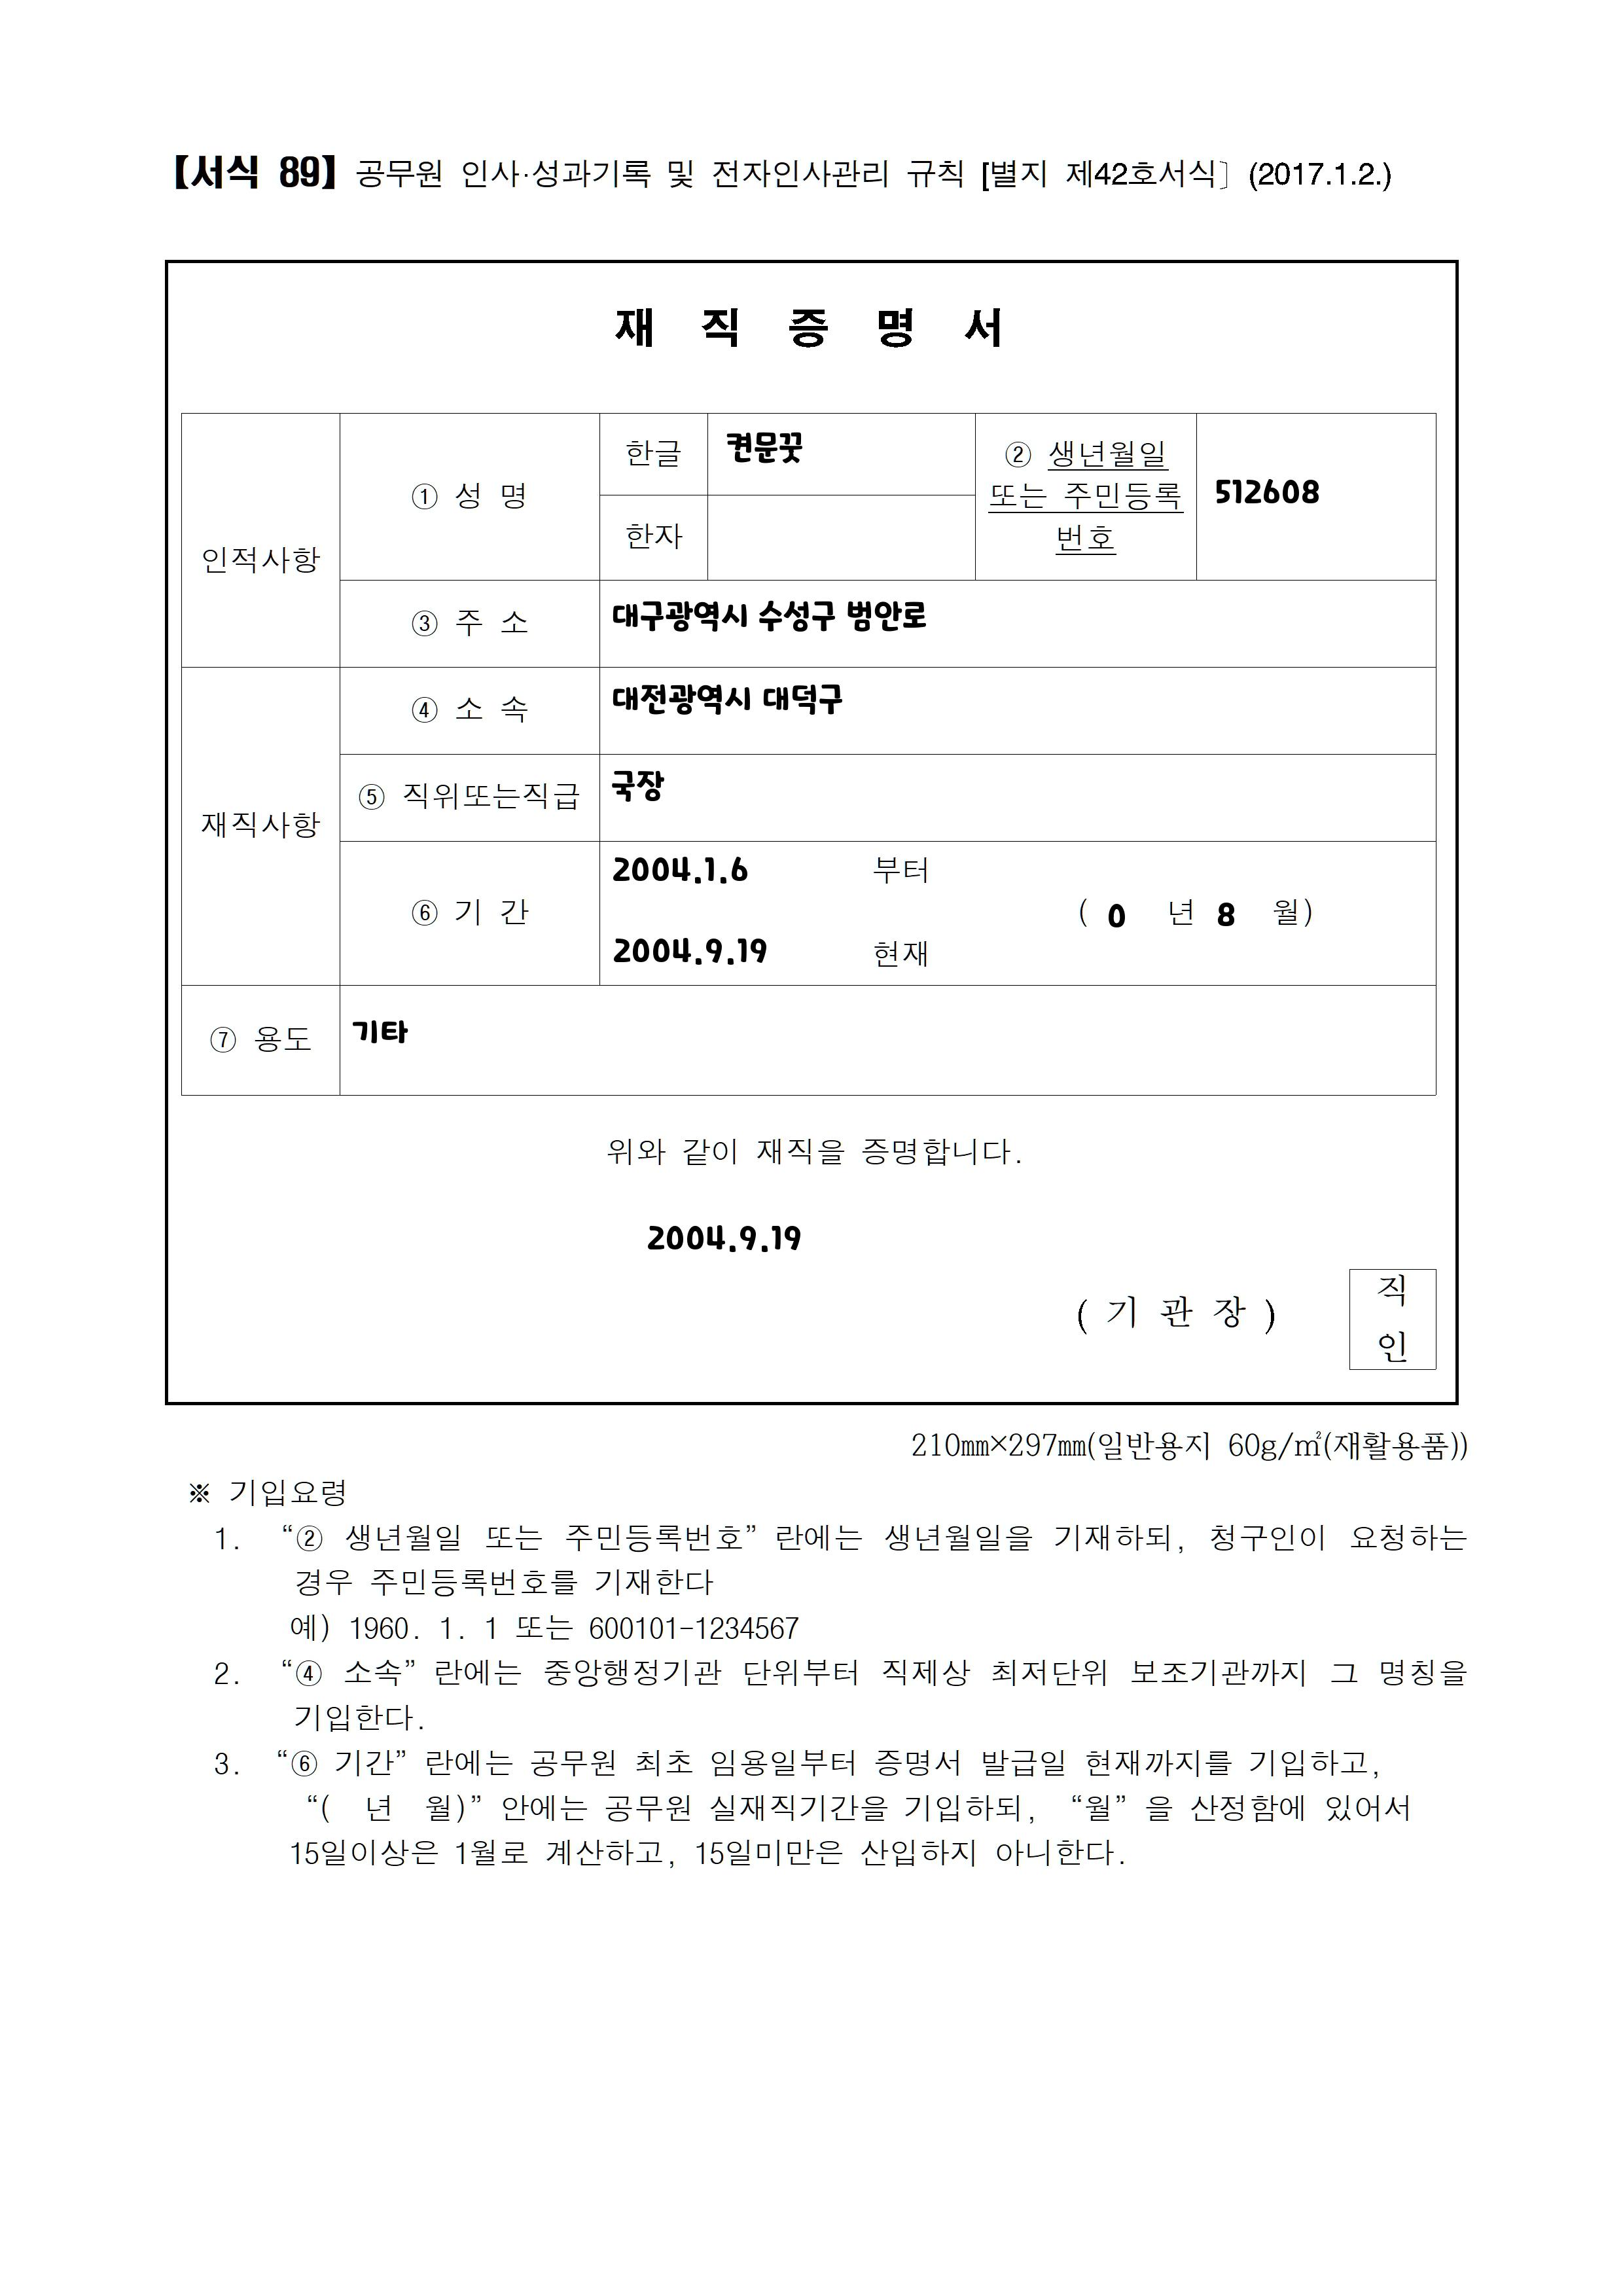 【서식 89】 공무원 인사·성과기록 및 전자인사관리 규칙 [별지 제42호서식〕 (2017.1.2.)
재 직 증 명 서
인적사항
① 성 명
한글
켠문꿋
한자
② 생년월일
또는 주민등록
번호
512608
③ 주 소
대구광역시 수성구 범안로
재직사항
④ 소 속
대전광역시 대덕구
⑤ 직위또는직급
국장
⑥ 기 간
2004.1.6 부터
( 0 년 8 월)
2004.9.19 현재
⑦ 용도
기타
위와 같이 재직을 증명합니다.
2004.9.19
( 기 관 장 )
직
인
210㎜×297㎜(일반용지 60g/㎡(재활용품))
※ 기입요령
1. “② 생년월일 또는 주민등록번호” 란에는 생년월일을 기재하되, 청구인이 요청하는
경우 주민등록번호를 기재한다
예) 1960. 1. 1 또는 600101-1234567
2. “④ 소속” 란에는 중앙행정기관 단위부터 직제상 최저단위 보조기관까지 그 명칭을
기입한다.
3. “⑥ 기간” 란에는 공무원 최초 임용일부터 증명서 발급일 현재까지를 기입하고,
“( 년 월)” 안에는 공무원 실재직기간을 기입하되, “월” 을 산정함에 있어서
15일이상은 1월로 계산하고, 15일미만은 산입하지 아니한다.